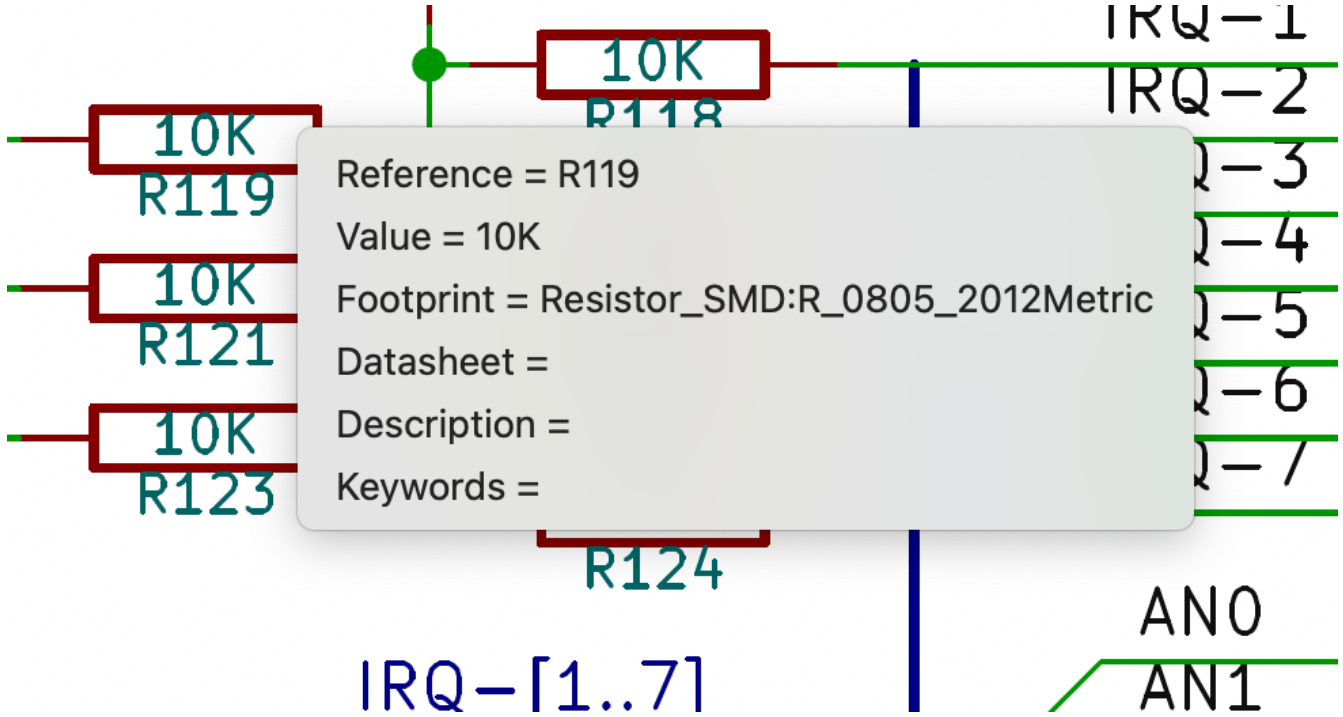 IRQ-1
10K
IRQ-2
R118
10K
R119
Reference = R119
Value = 10K
Footprint = Resistor_SMD:R_0805_2012Metric
Datasheet =
Description =
Keywords =
Q-3
Q-4
10K
R121
Q-5
Q-6
10K
R123
Q-7
R124
AN0
IRQ-[1..7]
AN1